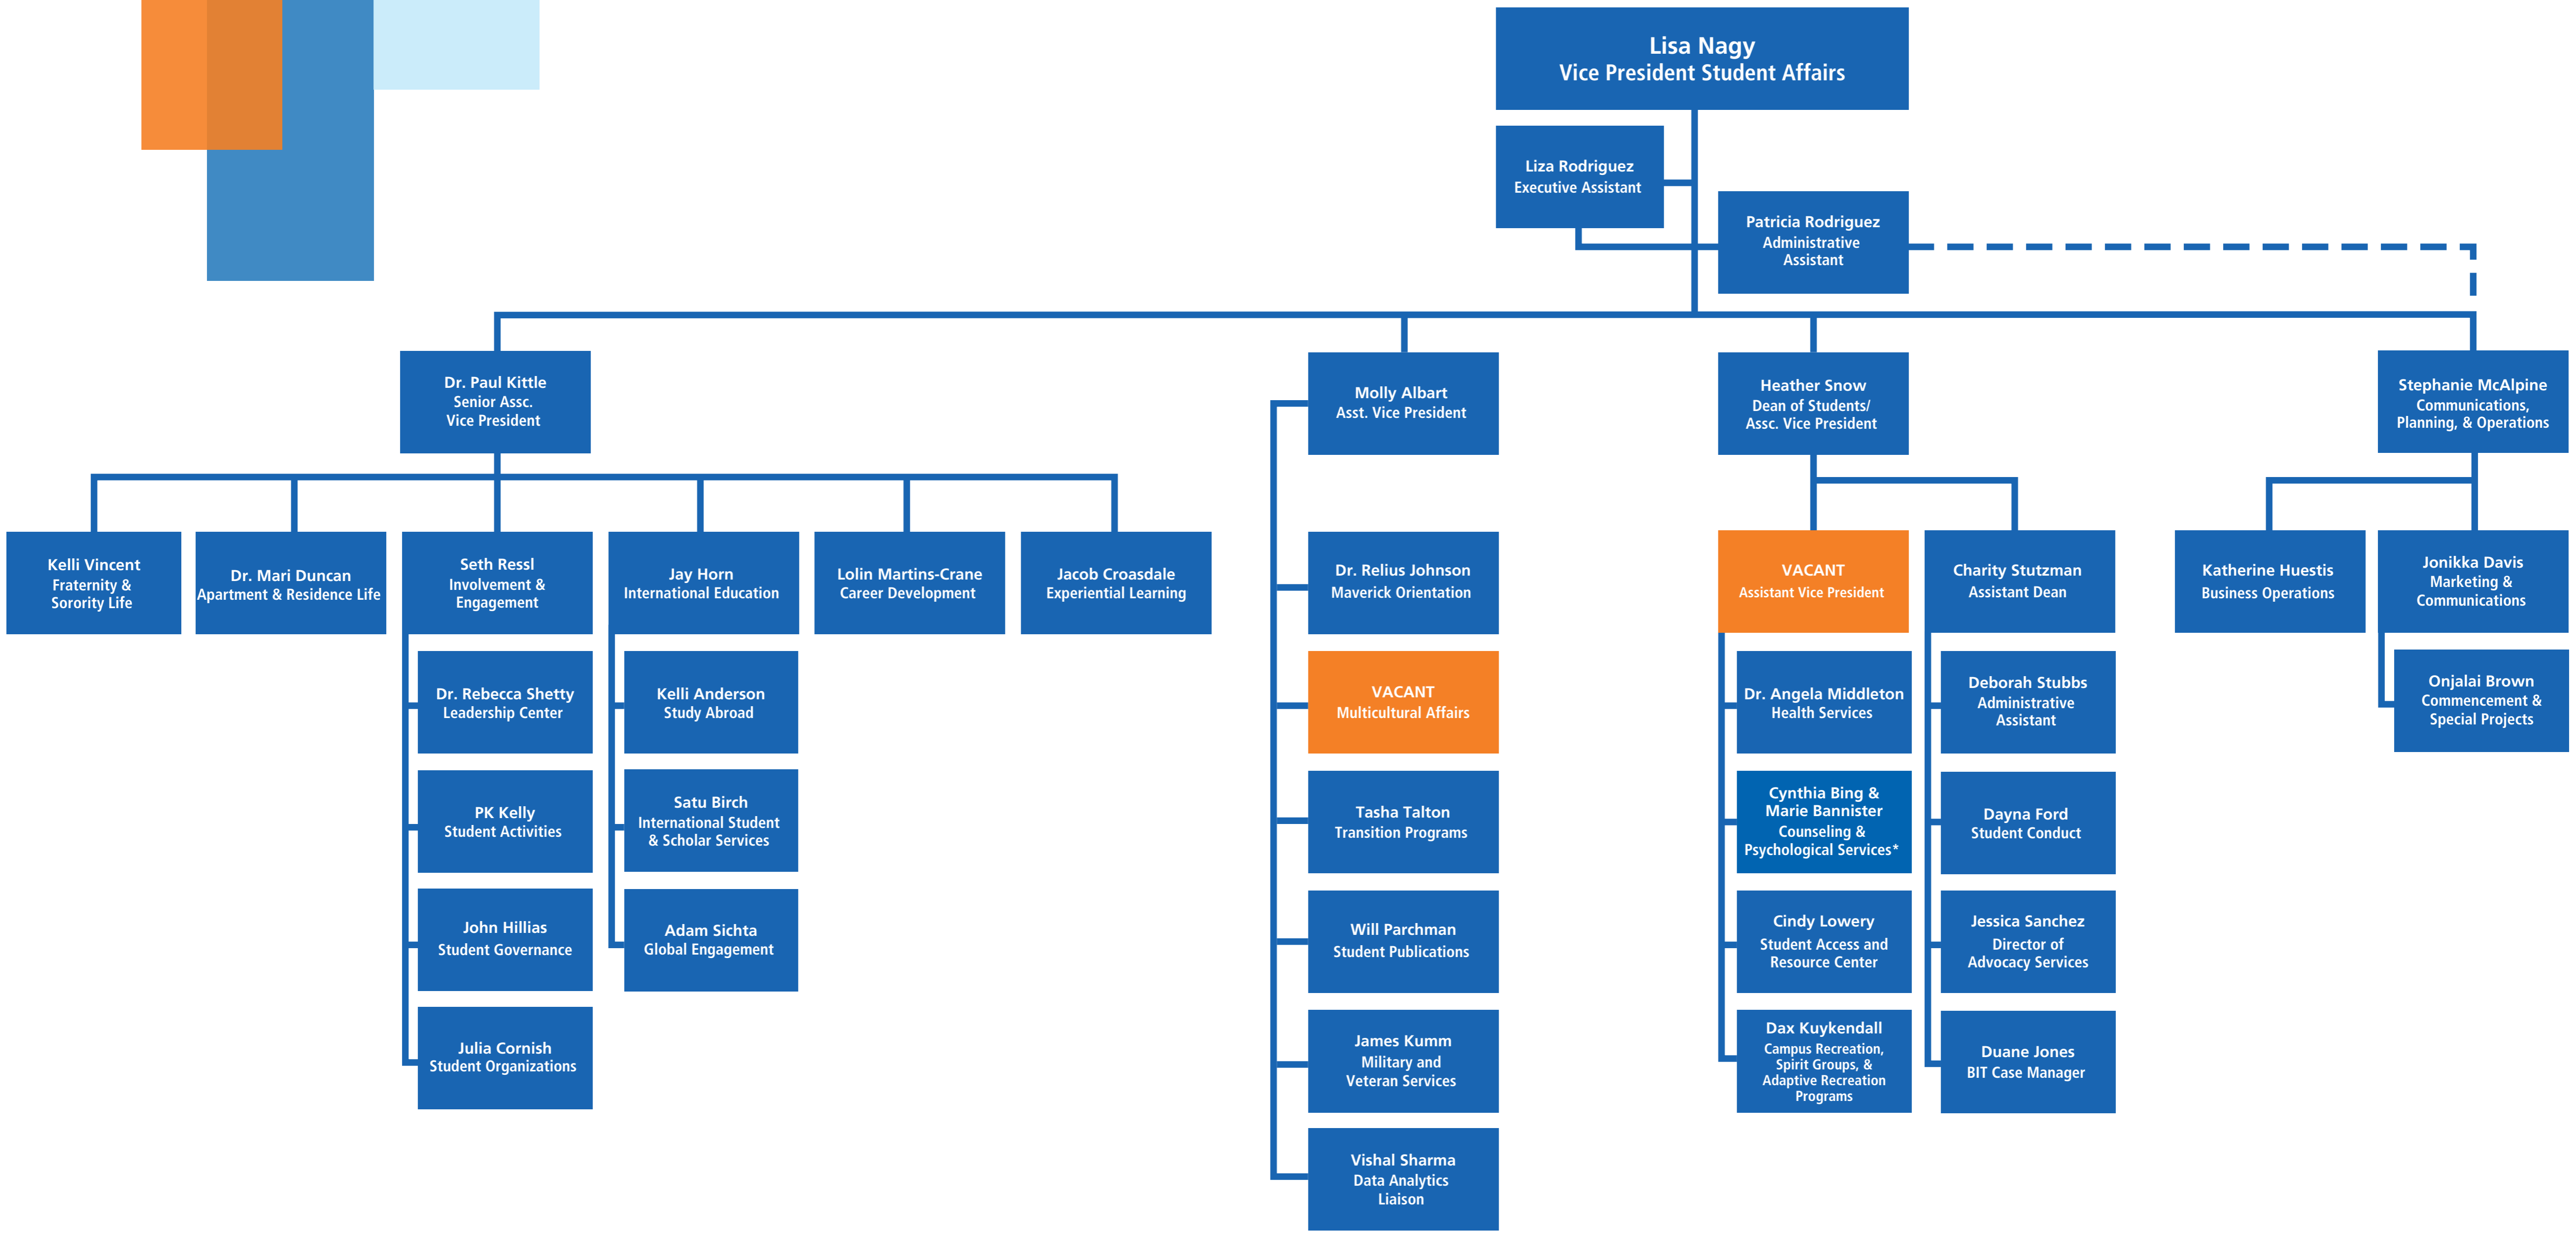 Lisa Nagy
Vice President Student Affairs
Liza Rodriguez
Executive Assistant
Patricia Rodriguez
Administrative
Assistant
Dr. Paul Kittle
Senior Assc.
Vice President
Molly Albart
Asst. Vice President
Heather Snow
Dean of Students/
Assc. Vice President
Stephanie McAlpine
Communications,
Planning, & Operations
Kelli Vincent
Fraternity &
Sorority Life
Dr. Mari Duncan
Apartment & Residence Life
Seth Ressl
Involvement &
Engagement
Jay Horn
International Education
Lolin Martins-Crane
Career Development
Jacob Croasdale
Experiential Learning
Dr. Relius Johnson
Maverick Orientation
VACANT
Assistant Vice President
Charity Stutzman
Assistant Dean
Katherine Huestis
Business Operations
Jonikka Davis
Marketing &
Communications
Dr. Rebecca Shetty
Leadership Center
Kelli Anderson
Study Abroad
VACANT
Multicultural Affairs
Dr. Angela Middleton
Health Services
Deborah Stubbs
Administrative
Assistant
Onjalai Brown
Commencement &
Special Projects
PK Kelly
Student Activities
Satu Birch
International Student
& Scholar Services
Tasha Talton
Transition Programs
Cynthia Bing &
Marie Bannister
Counseling &
Psychological Services*
Dayna Ford
Student Conduct
John Hillias
Student Governance
Adam Sichta
Global Engagement
Will Parchman
Student Publications
Cindy Lowery
Student Access and
Resource Center
Jessica Sanchez
Director of
Advocacy Services
Julia Cornish
Student Organizations
James Kumm
Military and
Veteran Services
Dax Kuykendall
Campus Recreation,
Spirit Groups, &
Adaptive Recreation
Programs
Duane Jones
BIT Case Manager
Vishal Sharma
Data Analytics
Liaison